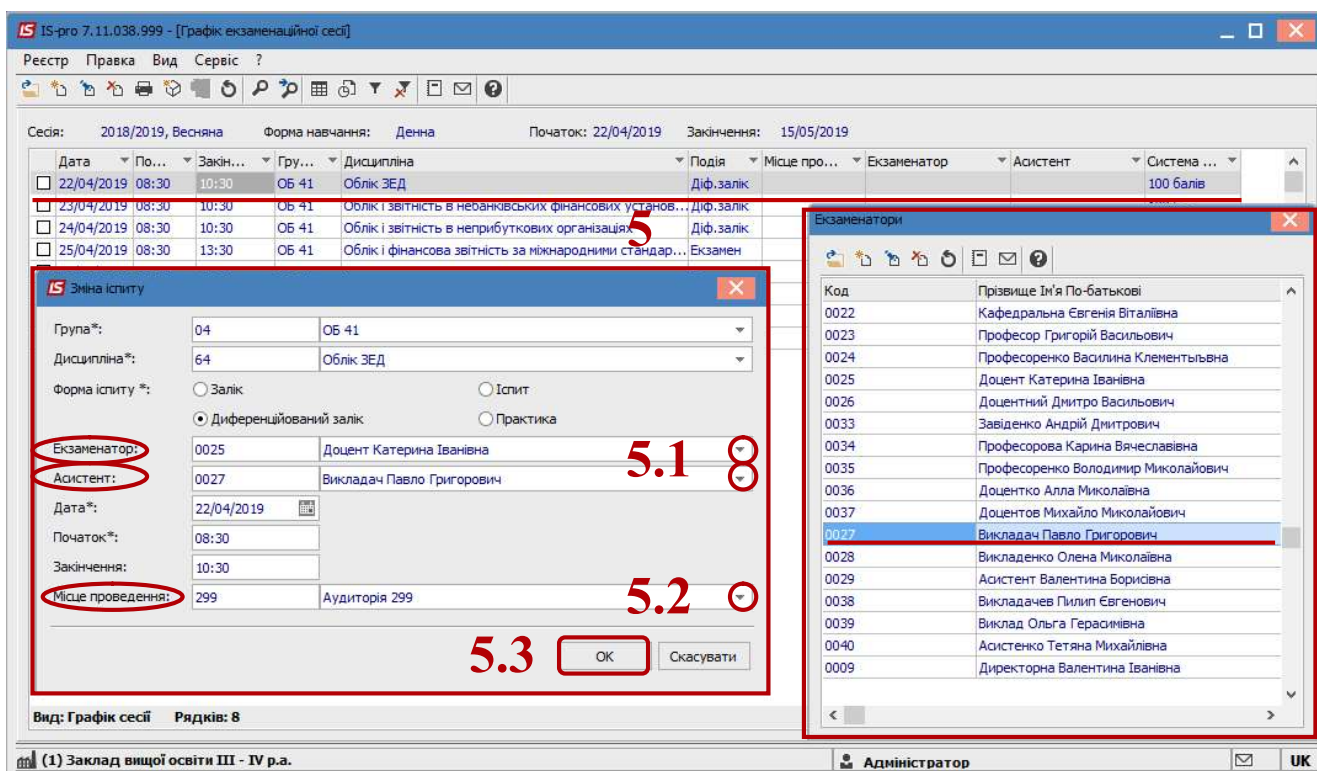 IS-pro 7.11.038.999 - [Графік екзаменаційної сесії]
Реєстр Правка Вид Сервіс ?
Сесія: 2018/2019, Весняна Форма навчання: Денна Початок: 22/04/2019 Закінчення: 15/05/2019
Дата По... Закін... Гру... Дисципліна Подія Місце про... Екзаменатор Асистент Система ...
22/04/2019 08:30 10:30 ОБ 41 Облік ЗЕД Діф.залік 100 балів
23/04/2019 08:30 10:30 ОБ 41 Облік і звітність в небанківських фінансових установ... Діф.залік
24/04/2019 08:30 10:30 ОБ 41 Облік і звітність в неприбуткових організаціях Діф.залік
25/04/2019 08:30 13:30 ОБ 41 Облік і фінансова звітність за міжнародними стандар... Екзамен
5
Зміна іспиту
Група*: 04 ОБ 41
Дисципліна*: 64 Облік ЗЕД
Форма іспиту *: Залік Іспит
Диференційований залік Практика
Екзаменатор: 0025 Доцент Катерина Іванівна
5.1
Асистент: 0027 Викладач Павло Григорович
Дата*: 22/04/2019
Початок*: 08:30
Закінчення: 10:30
Місце проведення: 299 Аудиторія 299
5.2
5.3
OK Скасувати
Екзаменатори
Код Прізвище Ім'я По-батькові
0022 Кафедральна Євгенія Віталіївна
0023 Професор Григорій Васильович
0024 Професоренко Василина Клементьівна
0025 Доцент Катерина Іванівна
0026 Доцентний Дмитро Васильович
0033 Завіденко Андрій Дмитрович
0034 Професорова Карина Вячеславівна
0035 Професоренко Володимир Миколайович
0036 Доцентко Алла Миколаївна
0037 Доцентов Михайло Миколайович
0027 Викладач Павло Григорович
0028 Викладенко Олена Миколаївна
0029 Асистент Валентина Борисівна
0038 Викладачев Пилип Євгенович
0039 Виклад Ольга Герасимівна
0040 Асистенко Тетяна Михайлівна
0009 Директорна Валентина Іванівна
Вид: Графік сесії Рядків: 8
(1) Заклад вищої освіти III - IV р.а. Адміністратор UK